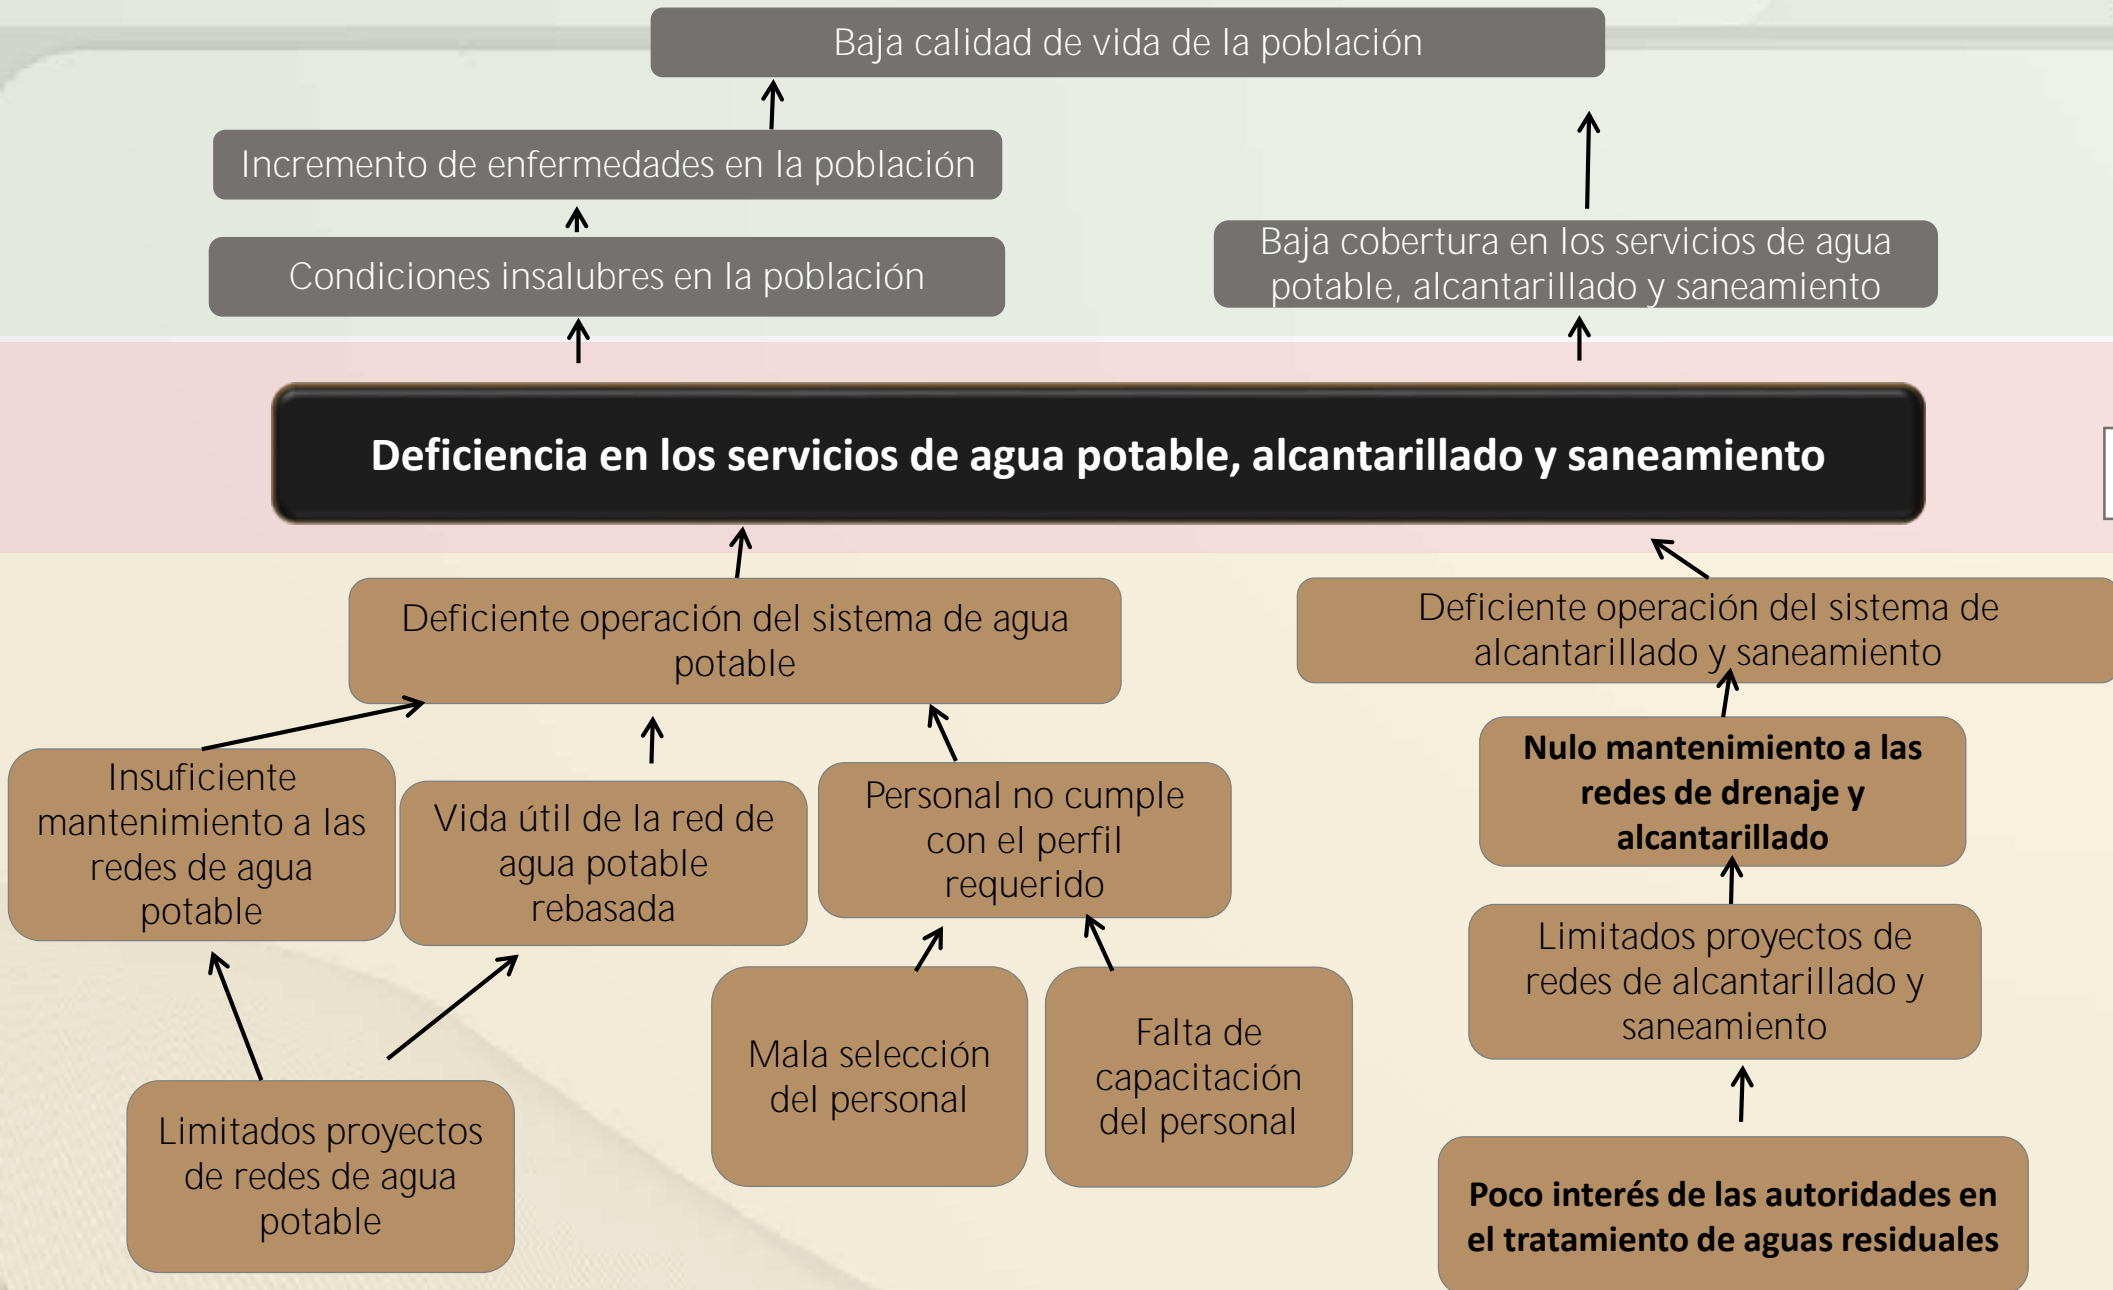 Baja calidad de vida de la población
Incremento de enfermedades en la población
Condiciones insalubres en la población
Baja cobertura en los servicios de agua
potable, alcantarillado y saneamiento
Deficiencia en los servicios de agua potable, alcantarillado y saneamiento
Deficiente operación del sistema de agua
potable
Deficiente operación del sistema de
alcantarillado y saneamiento
Insuficiente
mantenimiento a las
redes de agua
potable
Vida útil de la red de
agua potable
rebasada
Personal no cumple
con el perfil
requerido
Nulo mantenimiento a las
redes de drenaje y
alcantarillado
Limitados proyectos
de redes de agua
potable
Mala selección
del personal
Falta de
capacitación
del personal
Limitados proyectos de
redes de alcantarillado y
saneamiento
Poco interés de las autoridades en
el tratamiento de aguas residuales